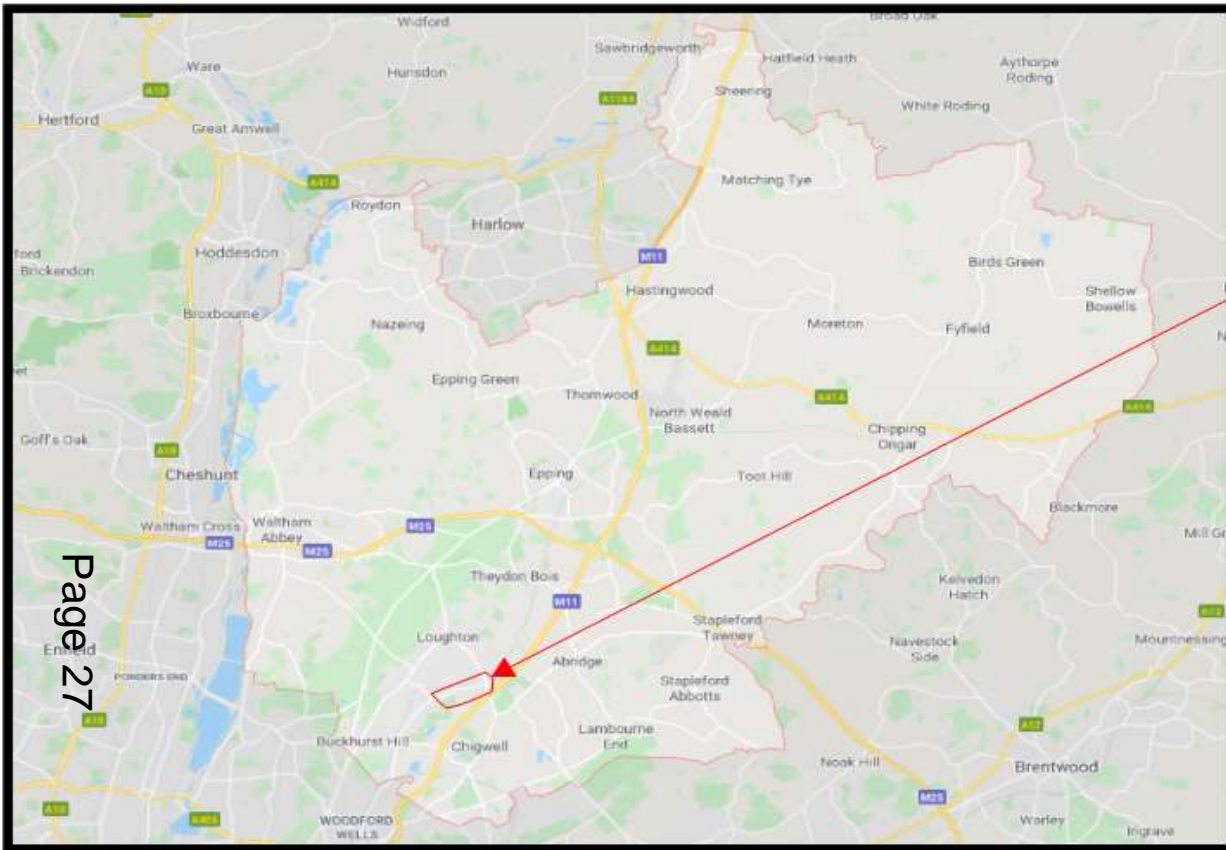 Widford
Broad Oak
Sawbridgeworth
Hatfield Heath
Ware
Hunsdon
Aythorpe
Roding
A10
Sheering
A1184
White Roding
Hertford
Great Amwell
A414
Matching Tye
Roydon
Harlow
ford
Hoddesdon
M11
Birds Green
Brickendon
Hastingwood
Shellow
Bowells
Broxbourne
Nazeing
Moreton
Fyfield
N
A414
Epping Green
Thornwood
A414
A414
North Weald
Bassett
Chipping
Ongar
Goff's Oak
A10
Cheshunt
Epping
Toot Hill
Blackmore
Waltham Cross
Waltham
Abbey
M25
M25
M25
Mill Gr
Theydon Bois
Kelvedon
Hatch
M11
A12
Stapleford
Tawney
Loughton
Navestock
Side
Mountnessing
Enfield
Abridge
PONDERS END
Stapleford
Abbotts
Page 27
A10
Lambourne
End
A12
Buckhurst Hill
Chigwell
Nook Hill
Brentwood
M25
A10
A406
WOODFORD
WELLS
Warley
Ingrave